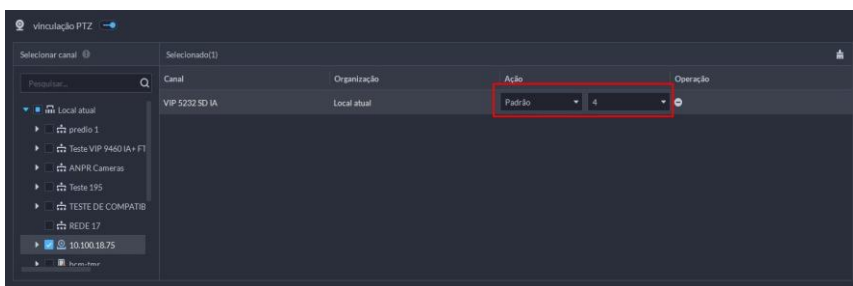 vinculação PTZ
Selecionar canal
Selecionado(1)
Pesquisar...
Canal Organização Ação Operação
VIP 5232 SD IA Local atual Padrão 4
Local atual
predio 1
Teste VIP 9460 IA+ FT
ANPR Cameras
Teste 195
TESTE DE COMPATIB
REDE 17
10.100.18.75